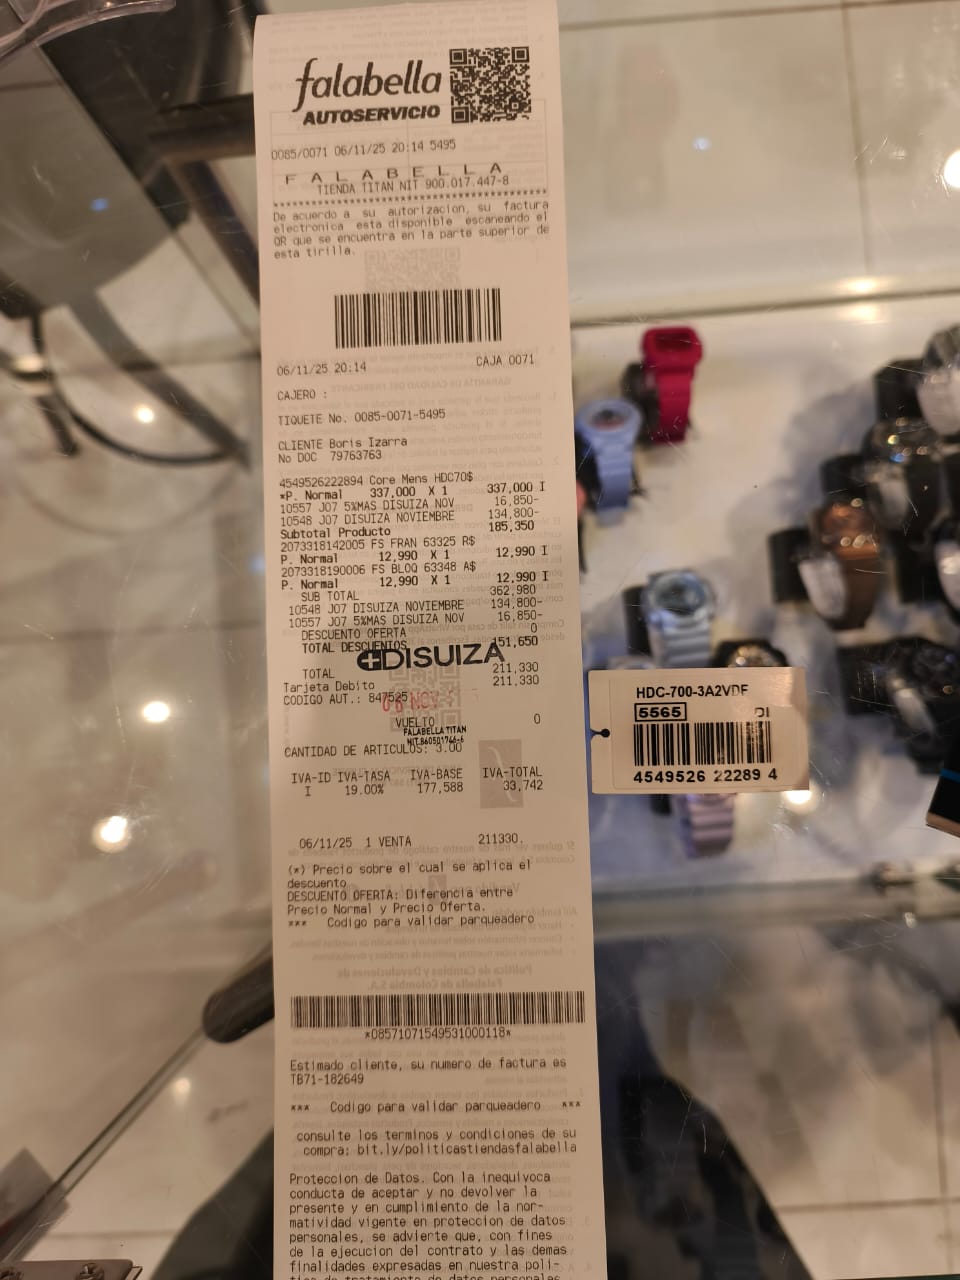 falabella
AUTOSERVICIO
0085/0071 06/11/25 20:14 5495
F A L A B E L L A
TIENDA TITAN NIT 900.017.447-8
De acuerdo a su autorizacion, su factura
electronica esta disponible escaneando el
QR que se encuentra en la parte superior de
esta tirilla.
06/11/25 20:14 CAJA 0071
CAJERO :
TIQUETE No. 0085-0071-5495
CLIENTE Boris Izarra
No DOC 79763763
4549526222894 Core Mens HDC70$
*P. Normal 337,000 X 1 337,000 I
10557 J07 5%MAS DISUIZA NOV 16,850-
10548 J07 DISUIZA NOVIEMBRE 134,800-
Subtotal Producto 185,350
2073318142005 FS FRAN 63325 R$
P. Normal 12,990 X 1 12,990 I
2073318190006 FS BLOQ 63348 A$
P. Normal 12,990 X 1 12,990 I
SUB TOTAL 362,980
10548 J07 DISUIZA NOVIEMBRE 134,800-
10557 J07 5%MAS DISUIZA NOV 16,850-
DESCUENTO OFERTA 0
TOTAL DESCUENTOS 151,650
DISUIZA
TOTAL 211,330
Tarjeta Debito 211,330
CODIGO AUT.: 847525
06 NOV
VUELTO 0
FALABELLA TITAN
NIT.860501746-6
CANTIDAD DE ARTICULOS: 3.00
IVA-ID IVA-TASA IVA-BASE IVA-TOTAL
I 19.00% 177,588 33,742
06/11/25 1 VENTA 211330.
(*) Precio sobre el cual se aplica el
descuento
DESCUENTO OFERTA: Diferencia entre
Precio Normal y Precio Oferta.
*** Codigo para validar parqueadero
*08571071549531000118*
Estimado cliente, su numero de factura es
TB71-182649
*** Codigo para validar parqueadero ***
consulte los terminos y condiciones de su
compra: bit.ly/politicastiendasfalabella
Proteccion de Datos. Con la inequivoca
conducta de aceptar y no devolver la
presente y en cumplimiento de la nor-
matividad vigente en proteccion de datos
personales, se advierte que, con fines
de la ejecucion del contrato y las demas
finalidades expresadas en nuestra poli-
tica de tratamiento de datos personales
HDC-700-3A2VDF
5565 DI
4549526 22289 4